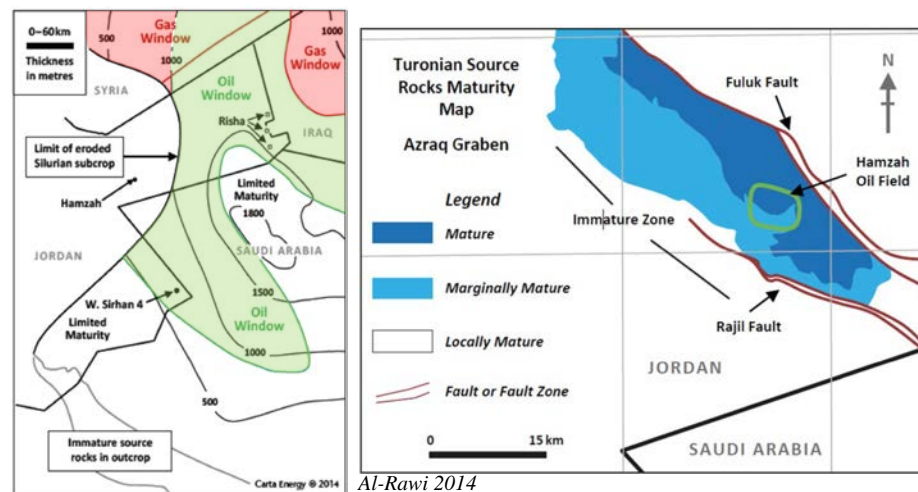 0–60km
Thickness
in metres
500
Gas
Window
1000
1000
Gas
Window
SYRIA
Oil
Window
Risha
IRAQ
Limit of eroded
Silurian subcrop
Hamzah
Limited
Maturity
1800
SAUDI ARABIA
JORDAN
W. Sirhan 4
1500
Limited
Maturity
Oil
Window
1000
500
Immature source
rocks in outcrop
Carta Energy © 2014
Turonian Source
Rocks Maturity
Map
Azraq Graben
Fuluk Fault
N
Hamzah
Oil Field
Legend
Mature
Immature Zone
Marginally Mature
Rajil Fault
Locally Mature
JORDAN
Fault or Fault Zone
0 15 km
SAUDI ARABIA
Al-Rawi 2014